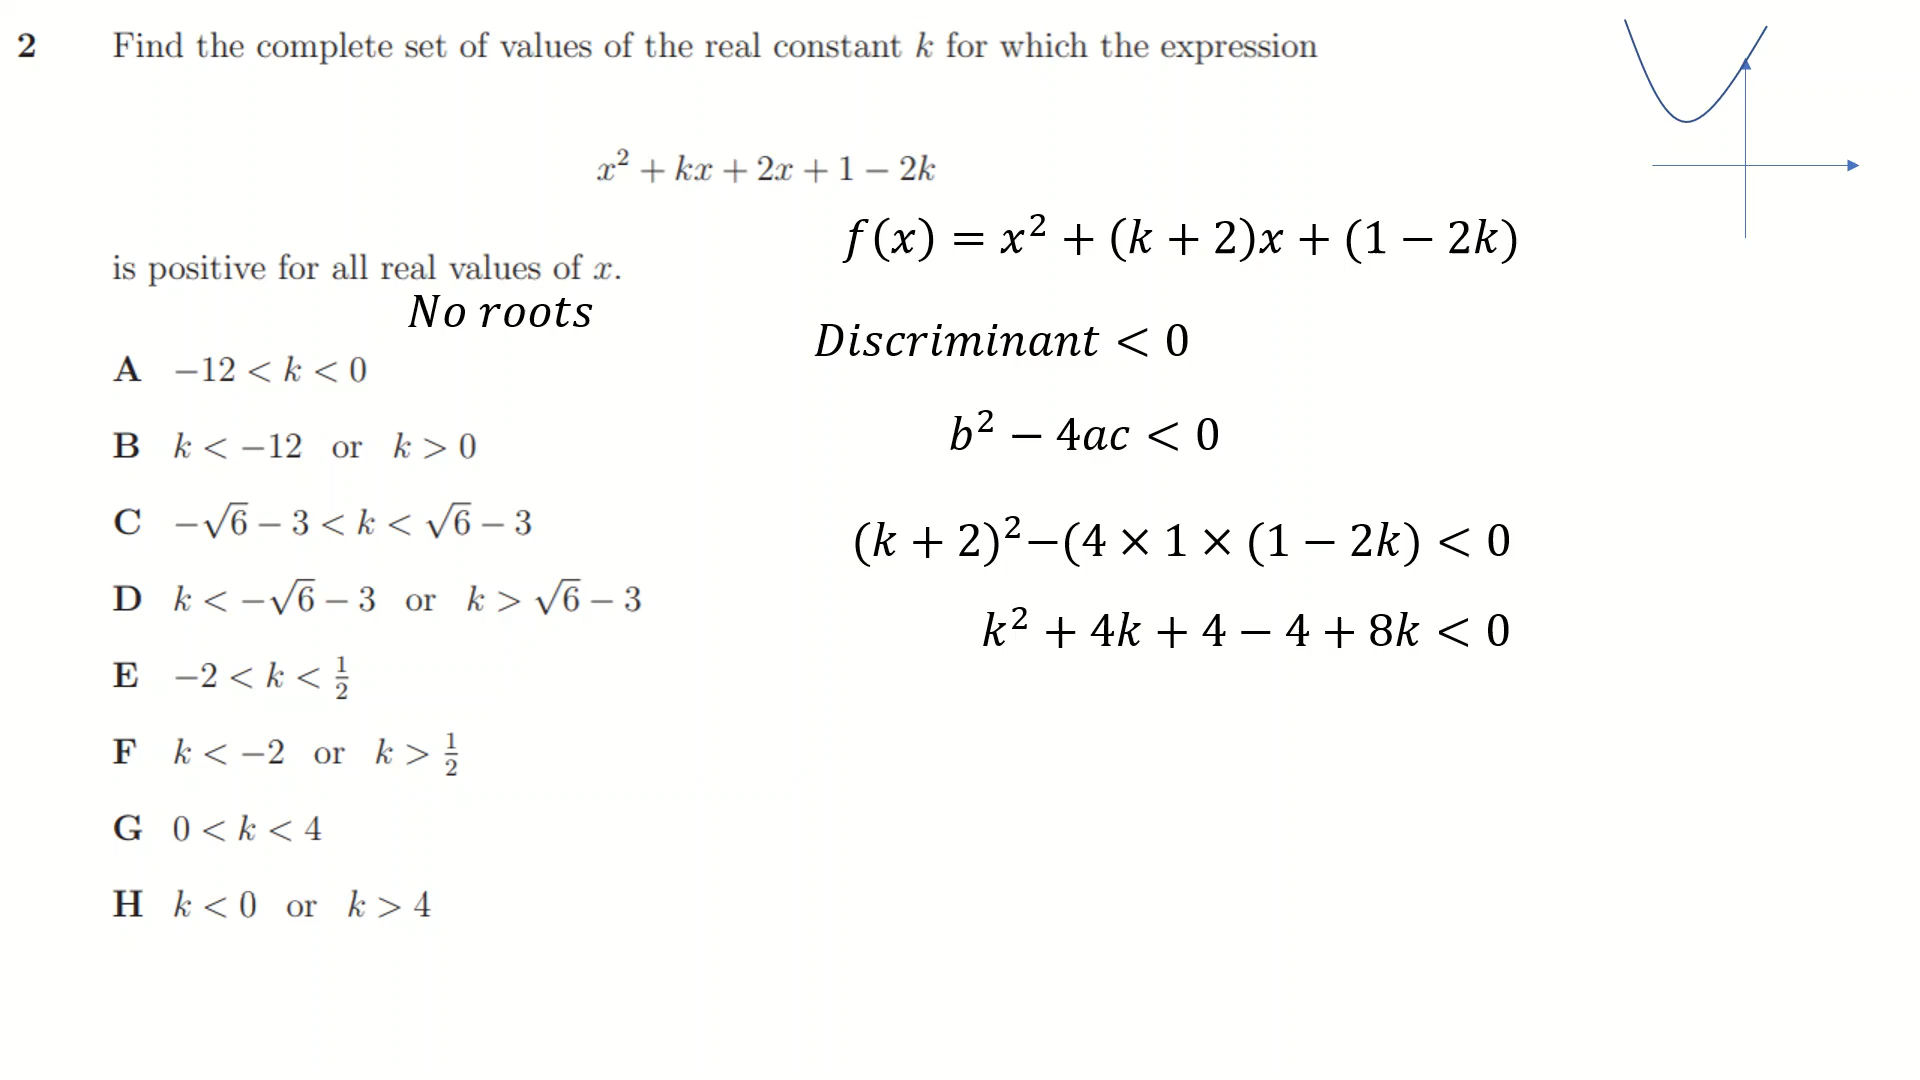 2 Find the complete set of values of the real constant k for which the expression
x² + kx + 2x + 1 − 2k
is positive for all real values of x.
No roots
A −12 < k < 0
B k < −12 or k > 0
C −√6 − 3 < k < √6 − 3
D k < −√6 − 3 or k > √6 − 3
E −2 < k < 1/2
F k < −2 or k > 1/2
G 0 < k < 4
H k < 0 or k > 4
f(x) = x² + (k + 2)x + (1 − 2k)
Discriminant < 0
b² − 4ac < 0
(k + 2)²−(4 × 1 × (1 − 2k) < 0
k² + 4k + 4 − 4 + 8k < 0